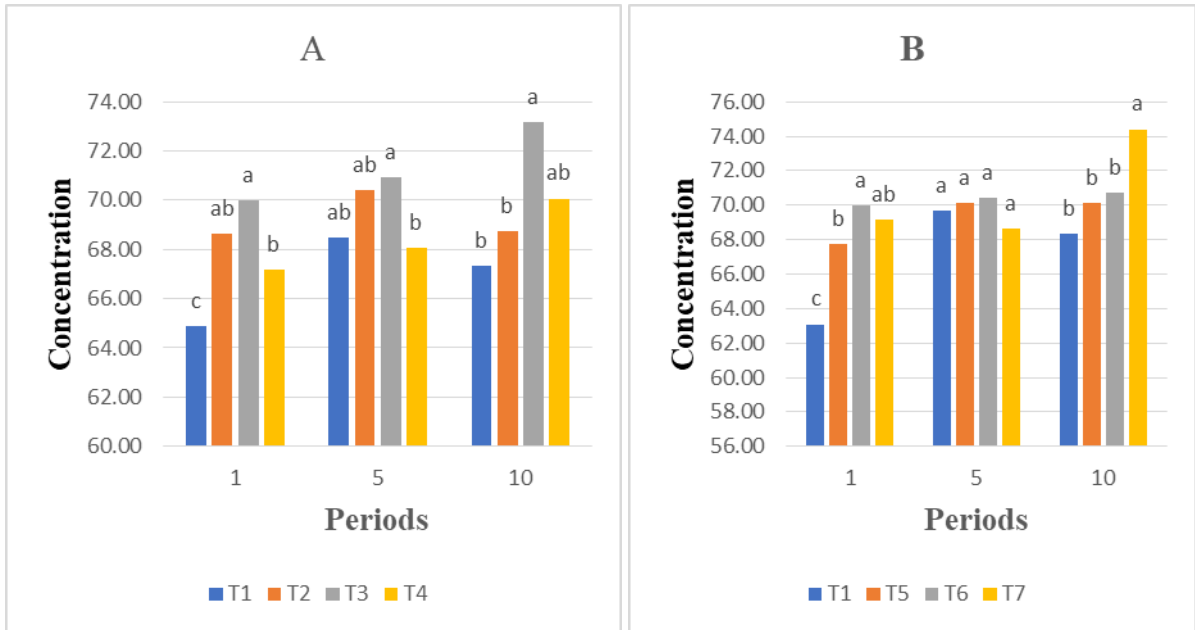 A
74.00
72.00
70.00
68.00
66.00
64.00
62.00
60.00
Concentration
c ab a b
ab ab a b
b b a ab
1 5 10
Periods
T1 T2 T3 T4
B
76.00
74.00
72.00
70.00
68.00
66.00
64.00
62.00
60.00
58.00
56.00
Concentration
c b a ab
a a a a
b b b a
1 5 10
Periods
T1 T5 T6 T7